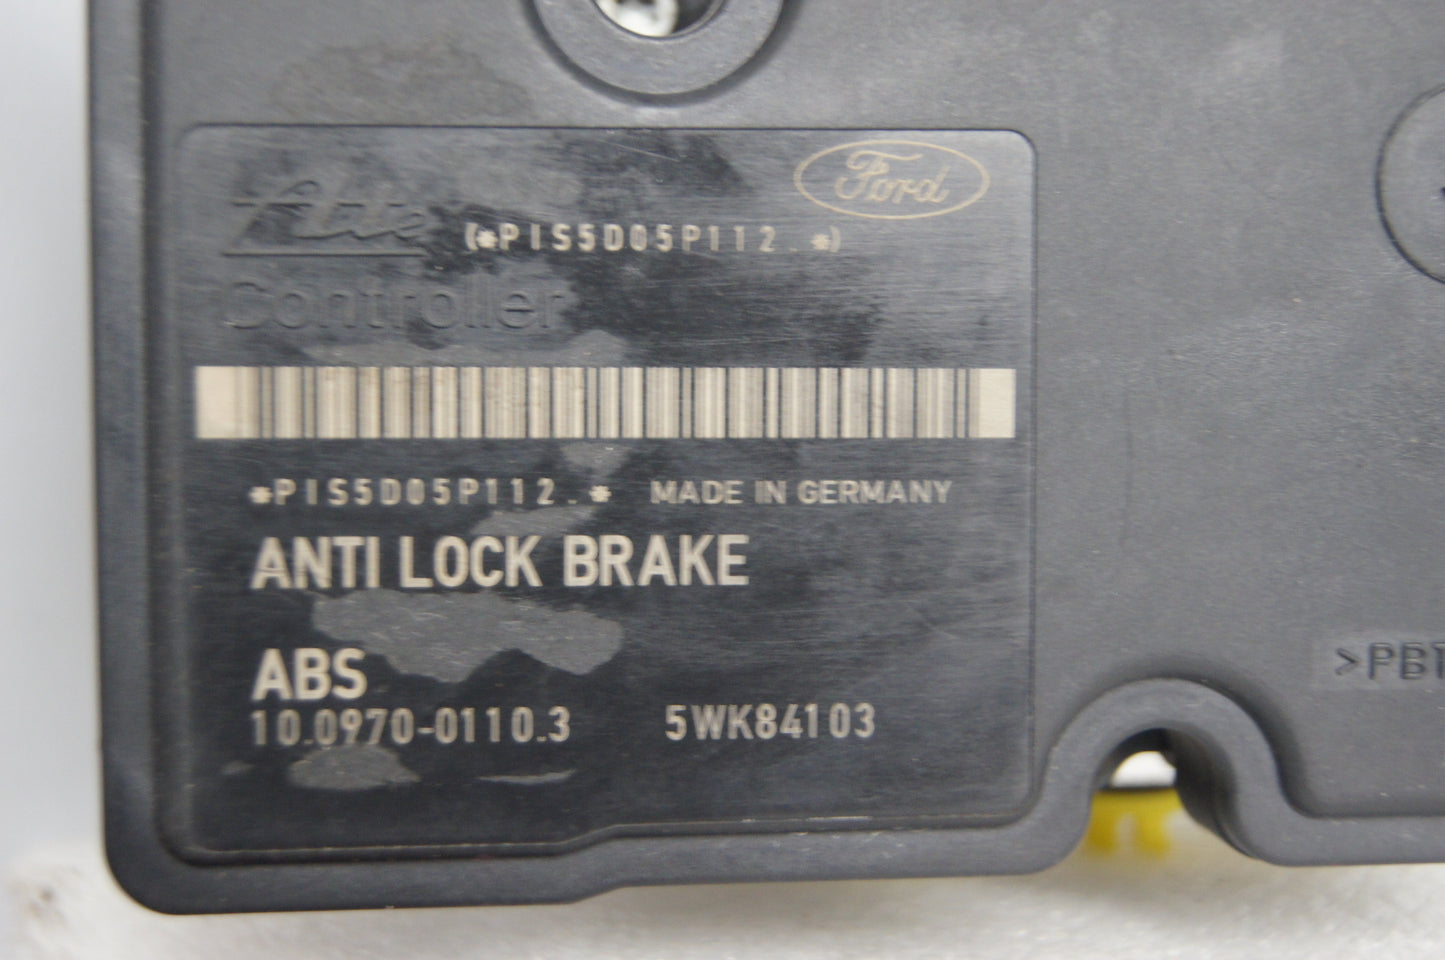 Ford
Ate
(*PIS5D05P112.*)
Controller
*PIS5D05P112.*
MADE IN GERMANY
ANTI LOCK BRAKE
ABS
10.0970-0110.3
5WK84103
>PBT